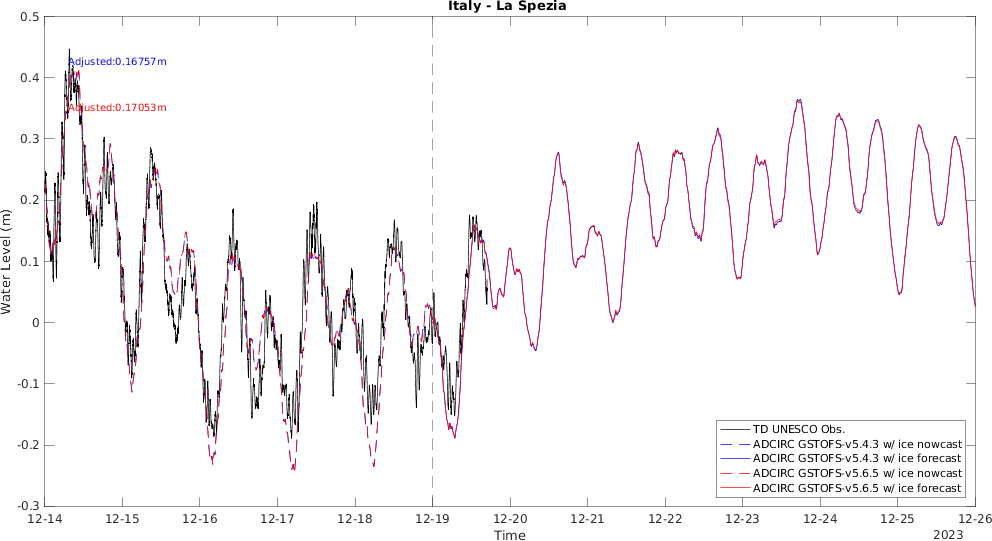 Italy - La Spezia
0.5
0.4
0.3
0.2
0.1
0
-0.1
-0.2
-0.3
Water Level (m)
Adjusted:0.16757m
Adjusted:0.17053m
TD UNESCO Obs.
ADCIRC GSTOFS-v5.4.3 w/ ice nowcast
ADCIRC GSTOFS-v5.4.3 w/ ice forecast
ADCIRC GSTOFS-v5.6.5 w/ ice nowcast
ADCIRC GSTOFS-v5.6.5 w/ ice forecast
12-14 12-15 12-16 12-17 12-18 12-19 12-20 12-21 12-22 12-23 12-24 12-25 12-26
Time
2023